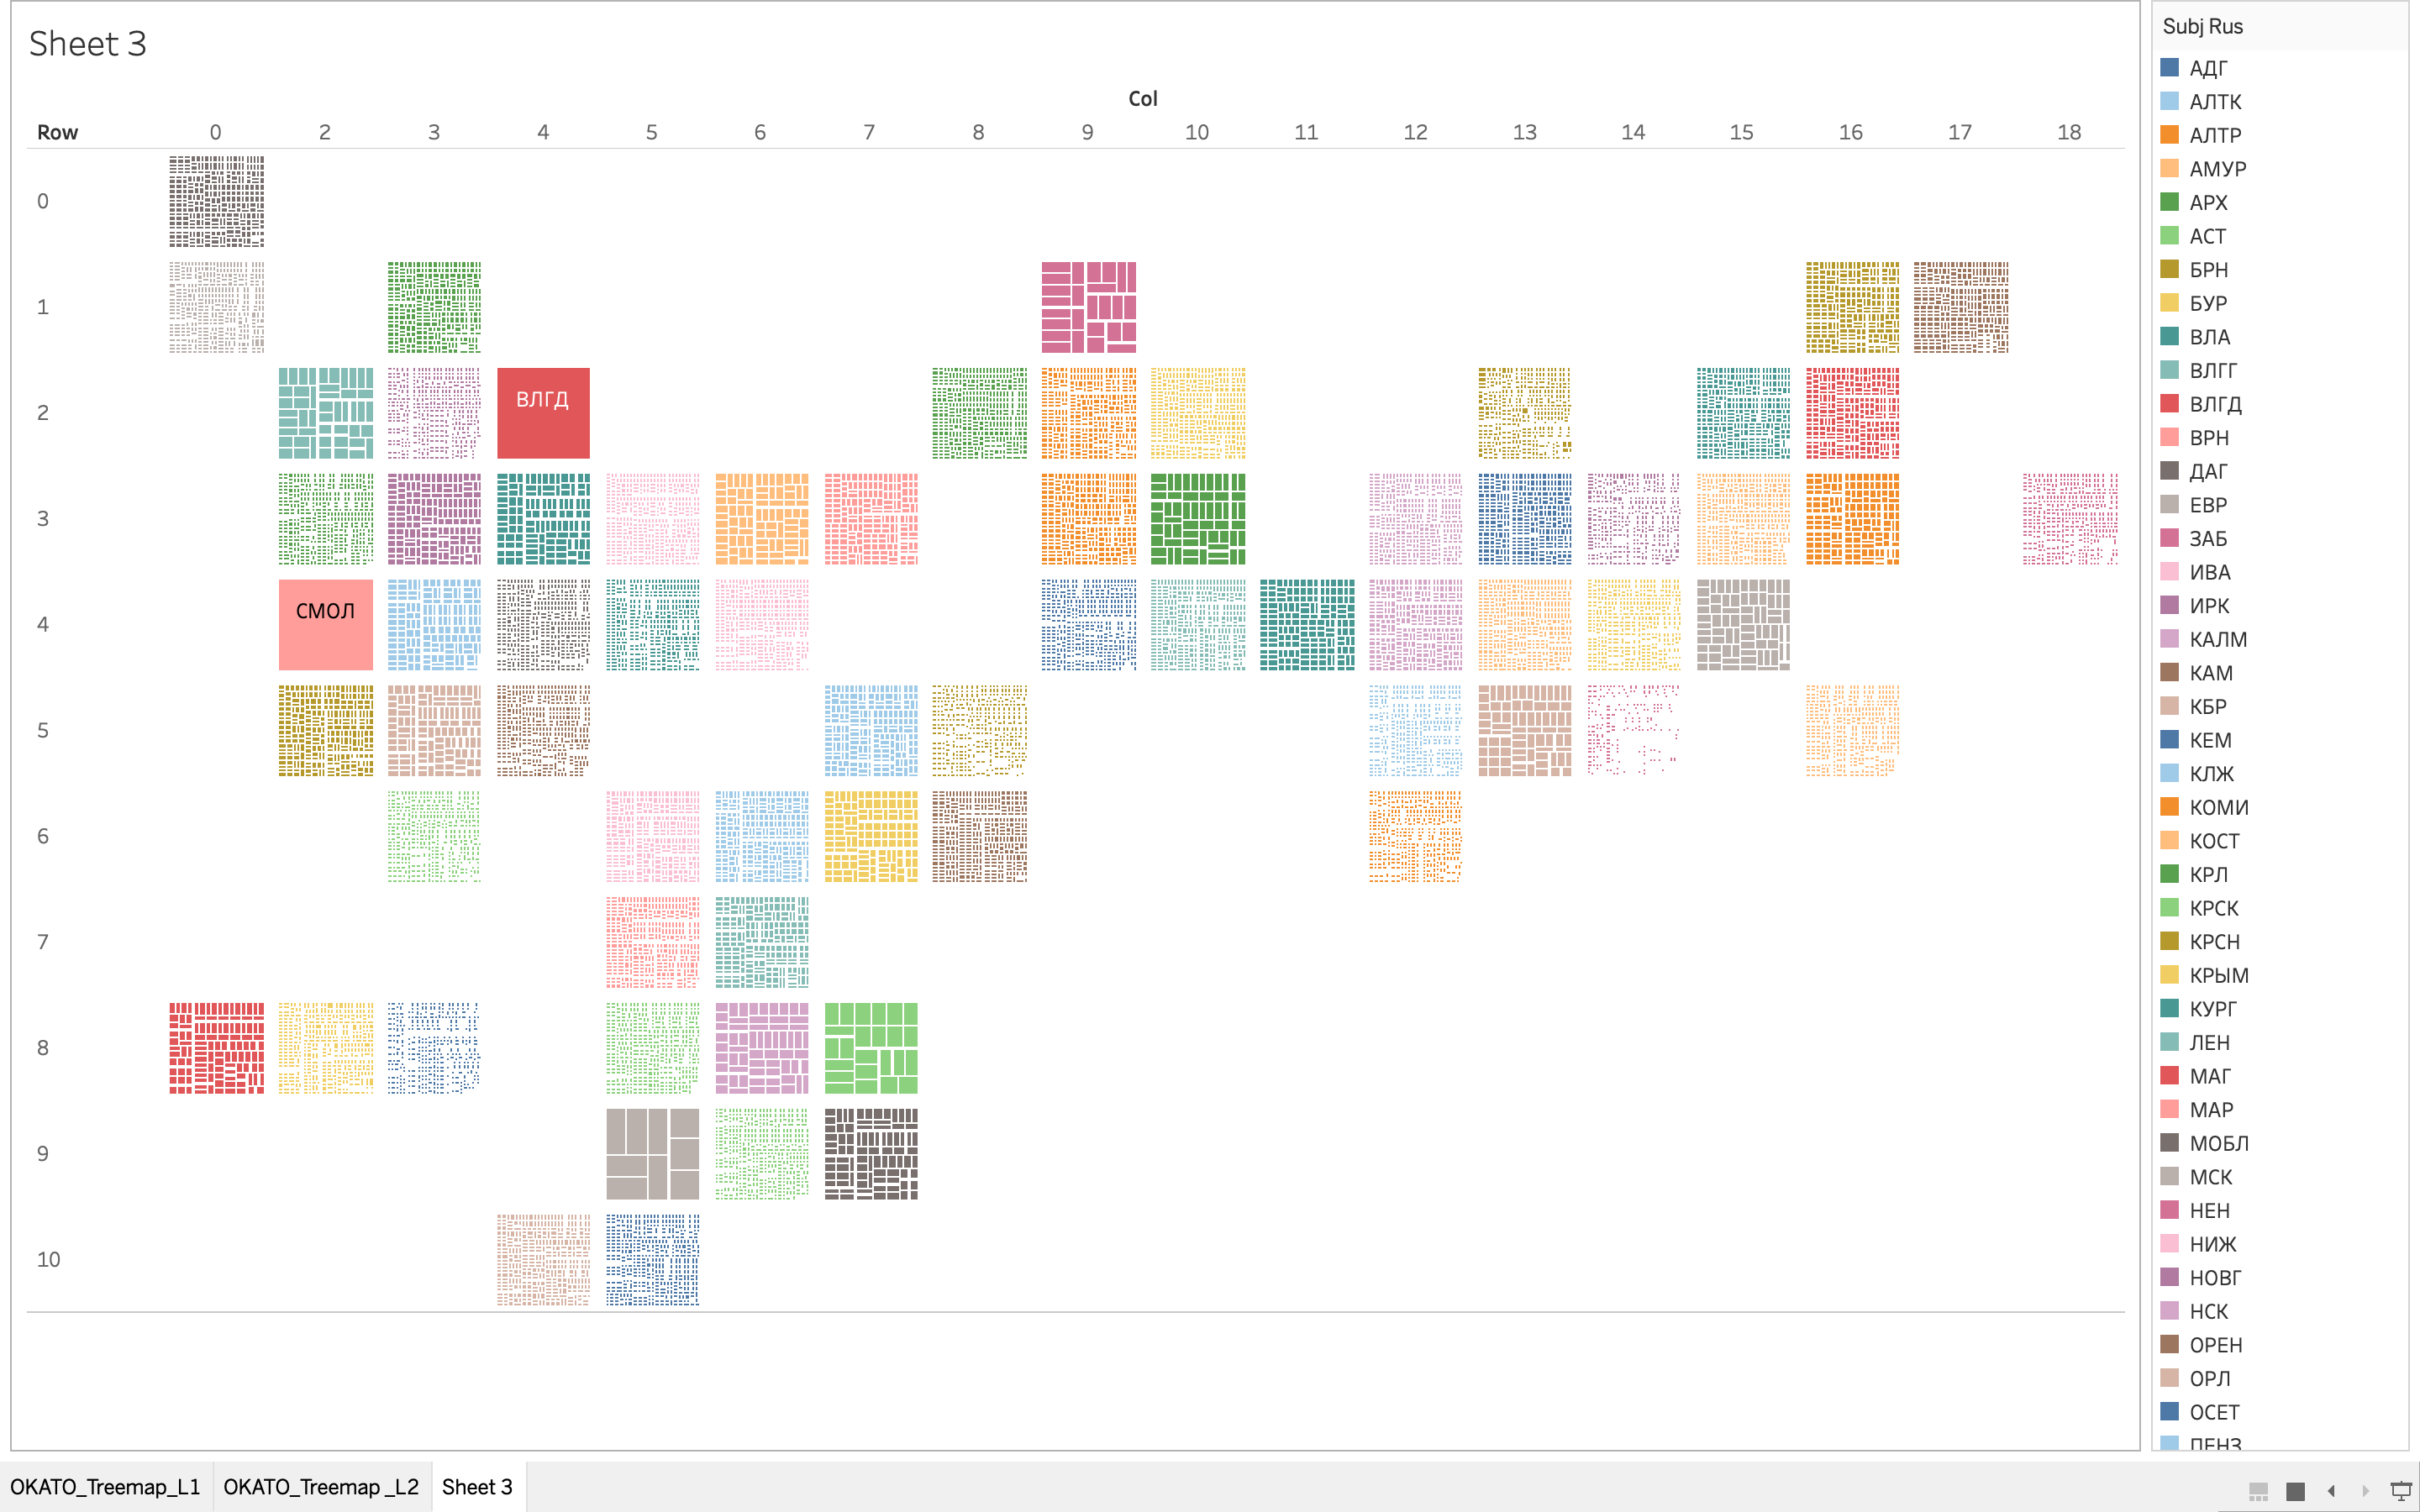 Sheet 3
Col
Row 0 2 3 4 5 6 7 8 9 10 11 12 13 14 15 16 17 18
0
1
2
ВЛГД
3
4
СМОЛ
5
6
7
8
9
10
Subj Rus
АДГ
АЛТК
АЛТР
АМУР
АРХ
АСТ
БРН
БУР
ВЛА
ВЛГГ
ВЛГД
ВРН
ДАГ
ЕВР
ЗАБ
ИВА
ИРК
КАЛМ
КАМ
КБР
КЕМ
КЛЖ
КОМИ
КОСТ
КРЛ
КРСК
КРСН
КРЫМ
КУРГ
ЛЕН
МАГ
МАР
МОБЛ
МСК
НЕН
НИЖ
НОВГ
НСК
ОРЕН
ОРЛ
ОСЕТ
ПЕНЗ
OKATO_Treemap_L1 OKATO_Treemap _L2 Sheet 3